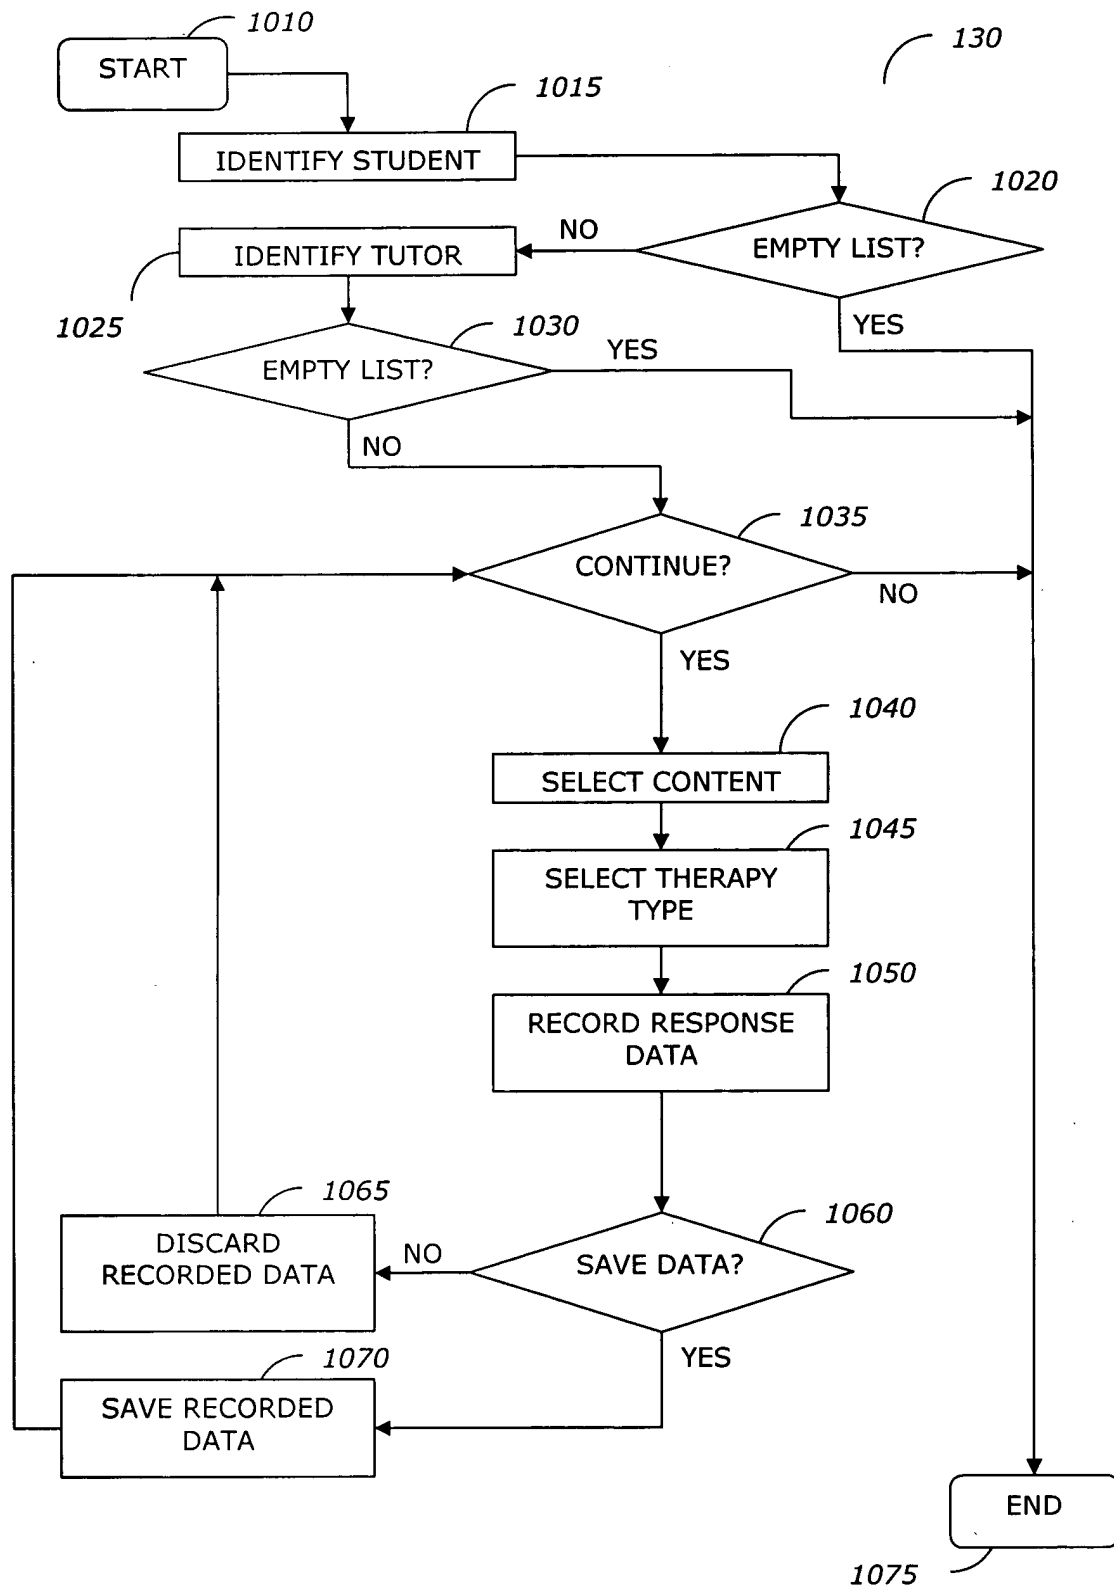 1010
130
START
1015
IDENTIFY STUDENT
1020
EMPTY LIST?
NO
IDENTIFY TUTOR
1025
YES
1030
EMPTY LIST?
YES
NO
1035
CONTINUE?
NO
YES
1040
SELECT CONTENT
1045
SELECT THERAPY
TYPE
1050
RECORD RESPONSE
DATA
1065
DISCARD
RECORDED DATA
NO
1060
SAVE DATA?
YES
1070
SAVE RECORDED
DATA
END
1075